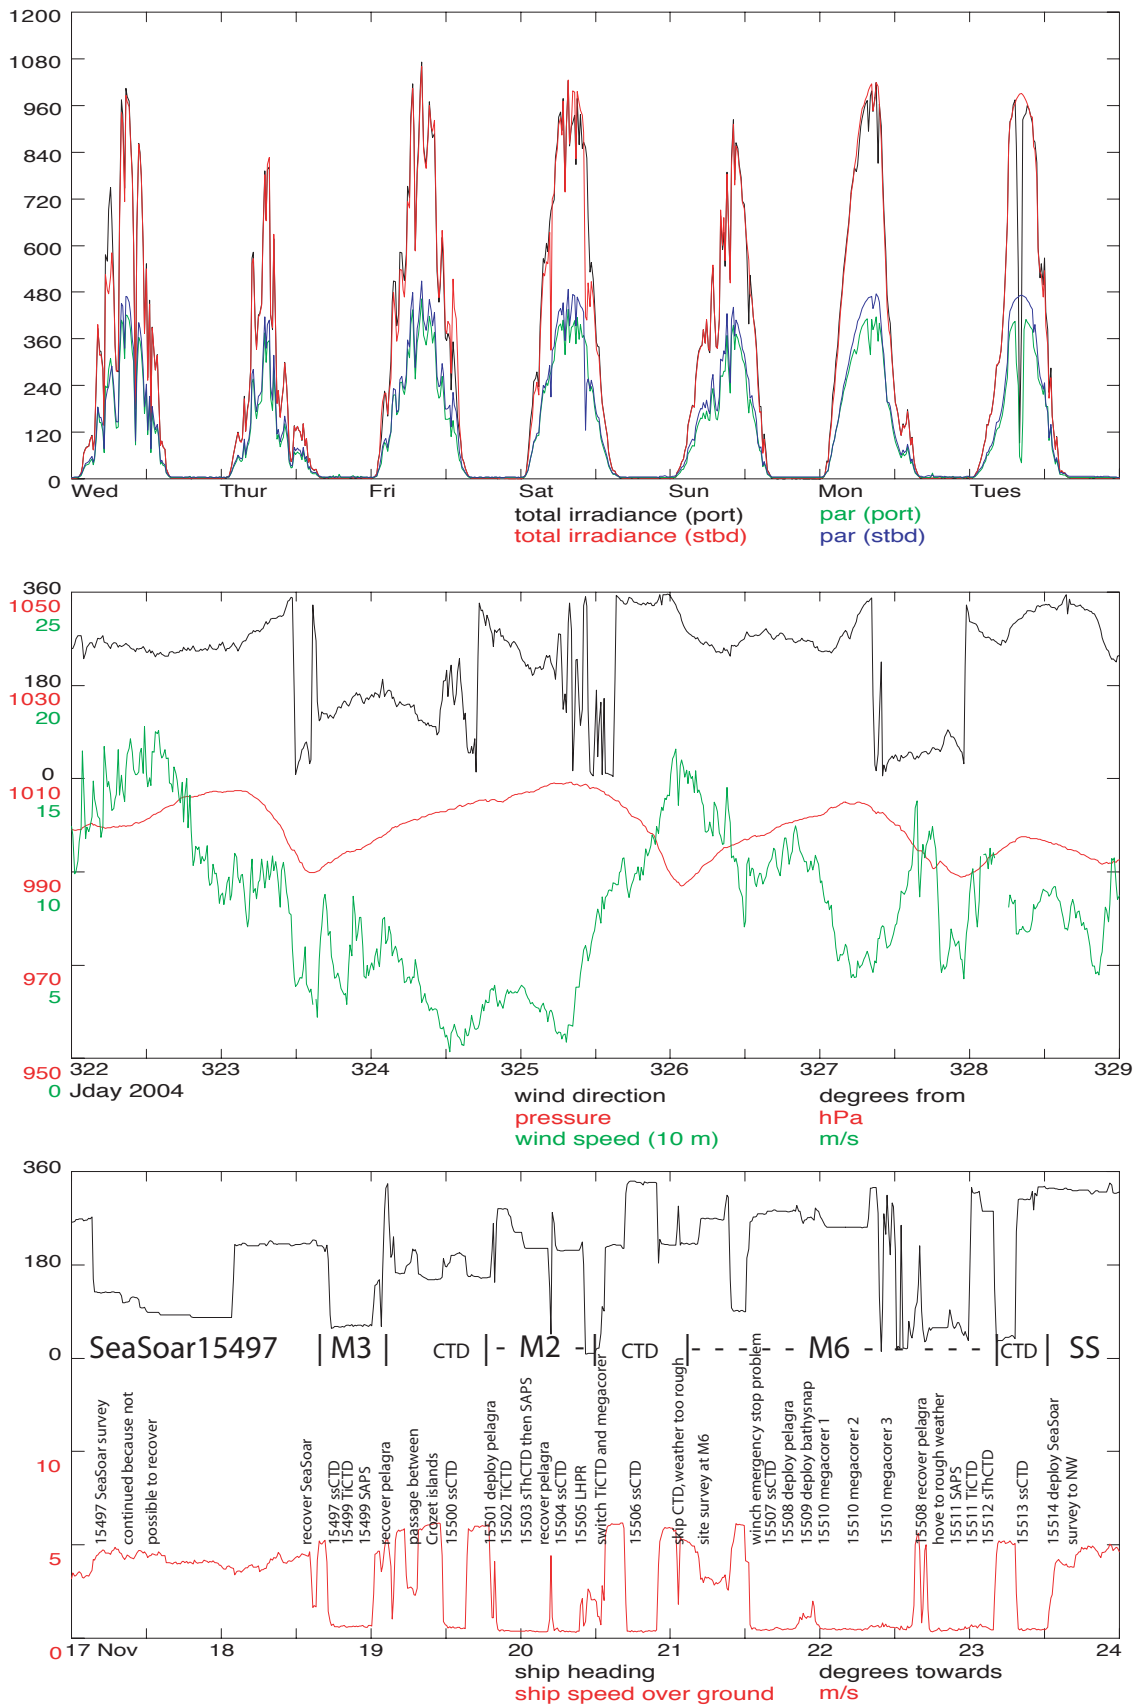 1200
1080
960
840
720
600
480
360
240
120
0
Wed Thur Fri Sat Sun Mon Tues
total irradiance (port) par (port)
total irradiance (stbd) par (stbd)
360
1050
25
180
1030
20
0
1010
15
990
10
970
5
950
0
322 323 324 325 326 327 328 329
Jday 2004
wind direction degrees from
pressure hPa
wind speed (10 m) m/s
360
180
0
10
5
0
SeaSoar15497 | M3 | CTD | - M2 - | CTD | - - - - M6 - - - - - | CTD | SS
15497 SeaSoar survey
continued because not
possible to recover
recover SeaSoar
15497 ssCTD
15499 TiCTD
15499 SAPS
recover pelagra
passage between
Crozet islands
15500 ssCTD
15501 deploy pelagra
15502 TiCTD
15503 sThCTD then SAPS
recover pelagra
15504 ssCTD
15505 LHPR
switch TiCTD and megacorer
15506 ssCTD
skip CTD, weather too rough
site survey at M6
winch emergency stop problem
15507 ssCTD
15508 deploy pelagra
15509 deploy bathysnap
15510 megacorer 1
15510 megacorer 2
15510 megacorer 3
15508 recover pelagra
hove to rough weather
15511 SAPS
15511 TiCTD
15512 sThCTD
15513 ssCTD
15514 deploy SeaSoar
survey to NW
17 Nov 18 19 20 21 22 23 24
ship heading degrees towards
ship speed over ground m/s